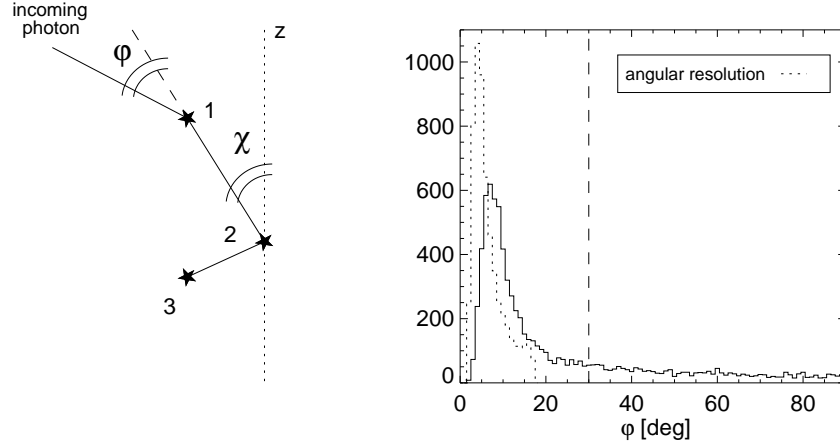 incoming
photon
φ
z
1
χ
2
3
1000
800
600
400
200
0
angular resolution
0 20 40 60 80
φ [deg]